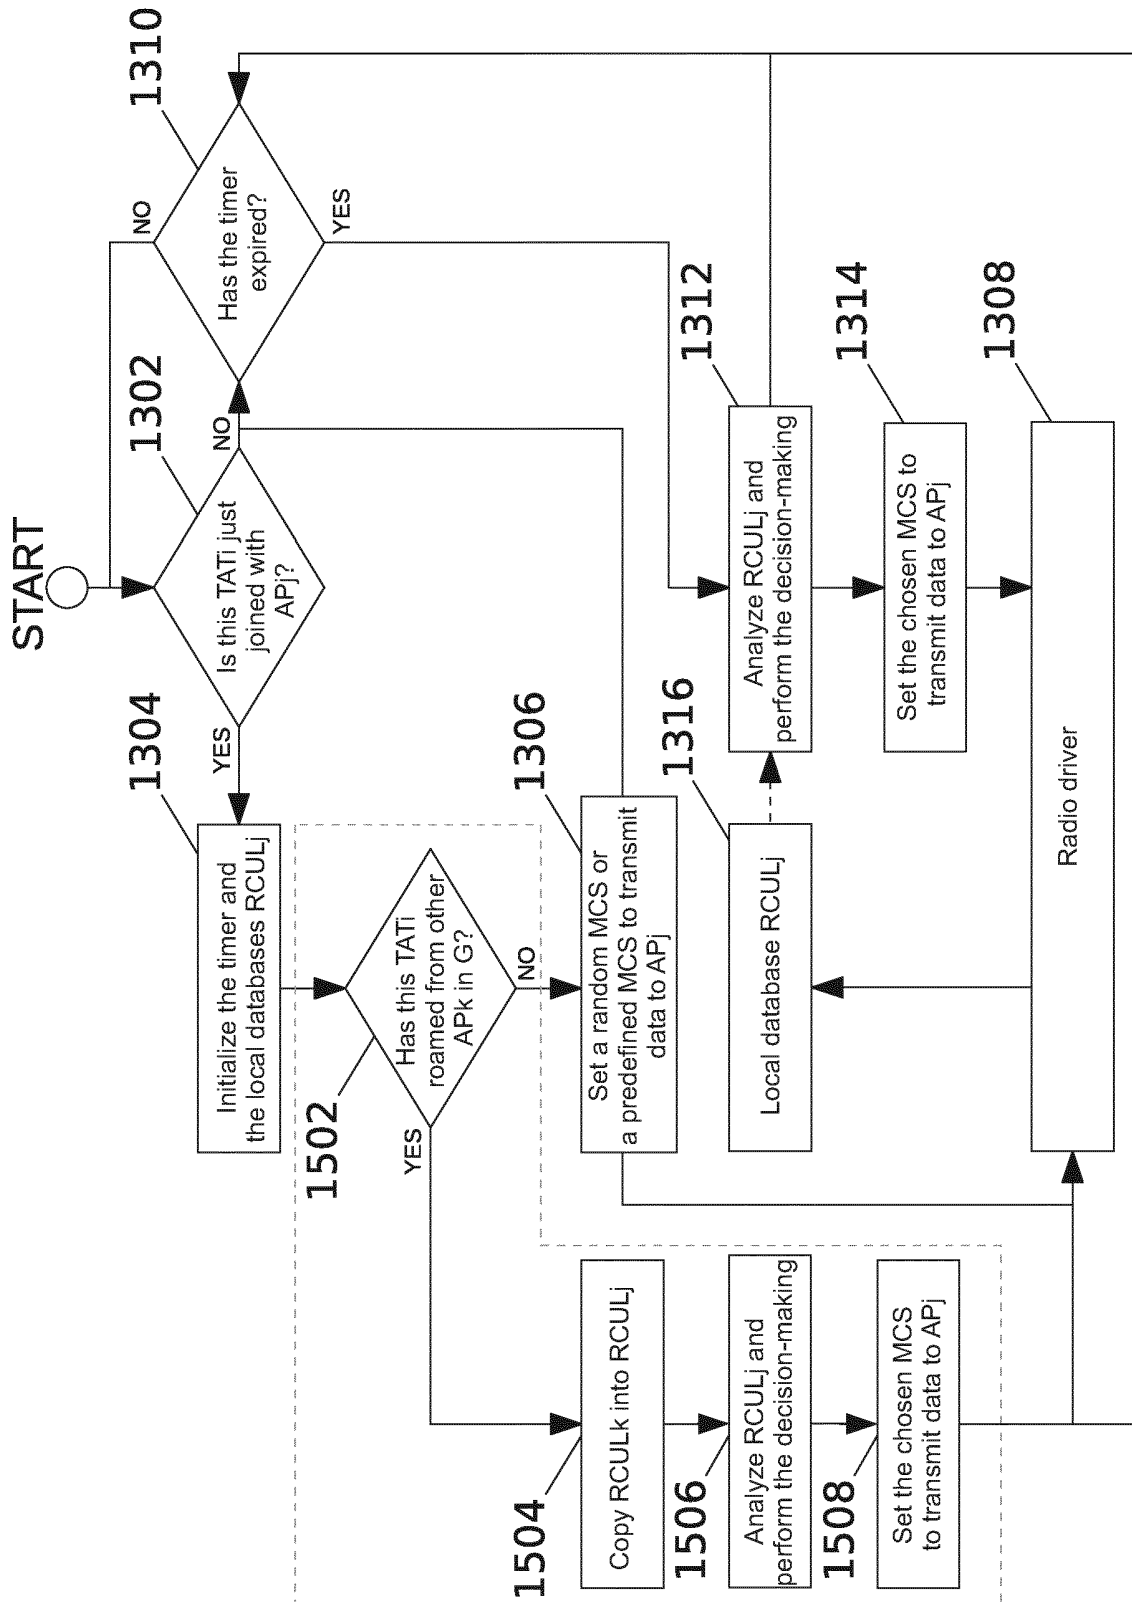 START
1310
NO
Has the timer
expired?
YES
1302
NO
Is this TATi just
joined with
APj?
YES
1304
Initialize the timer and
the local databases RCULj
1502
Has this TATi
roamed from other
APk in G?
YES
NO
1306
Set a random MCS or
a predefined MCS to transmit
data to APj
1312
Analyze RCULj and
perform the decision-making
1314
Set the chosen MCS to
transmit data to APj
1316
Local database RCULj
1308
Radio driver
1504
Copy RCULk into RCULj
1506
Analyze RCULj and
perform the decision-making
1508
Set the chosen MCS
to transmit data to APj